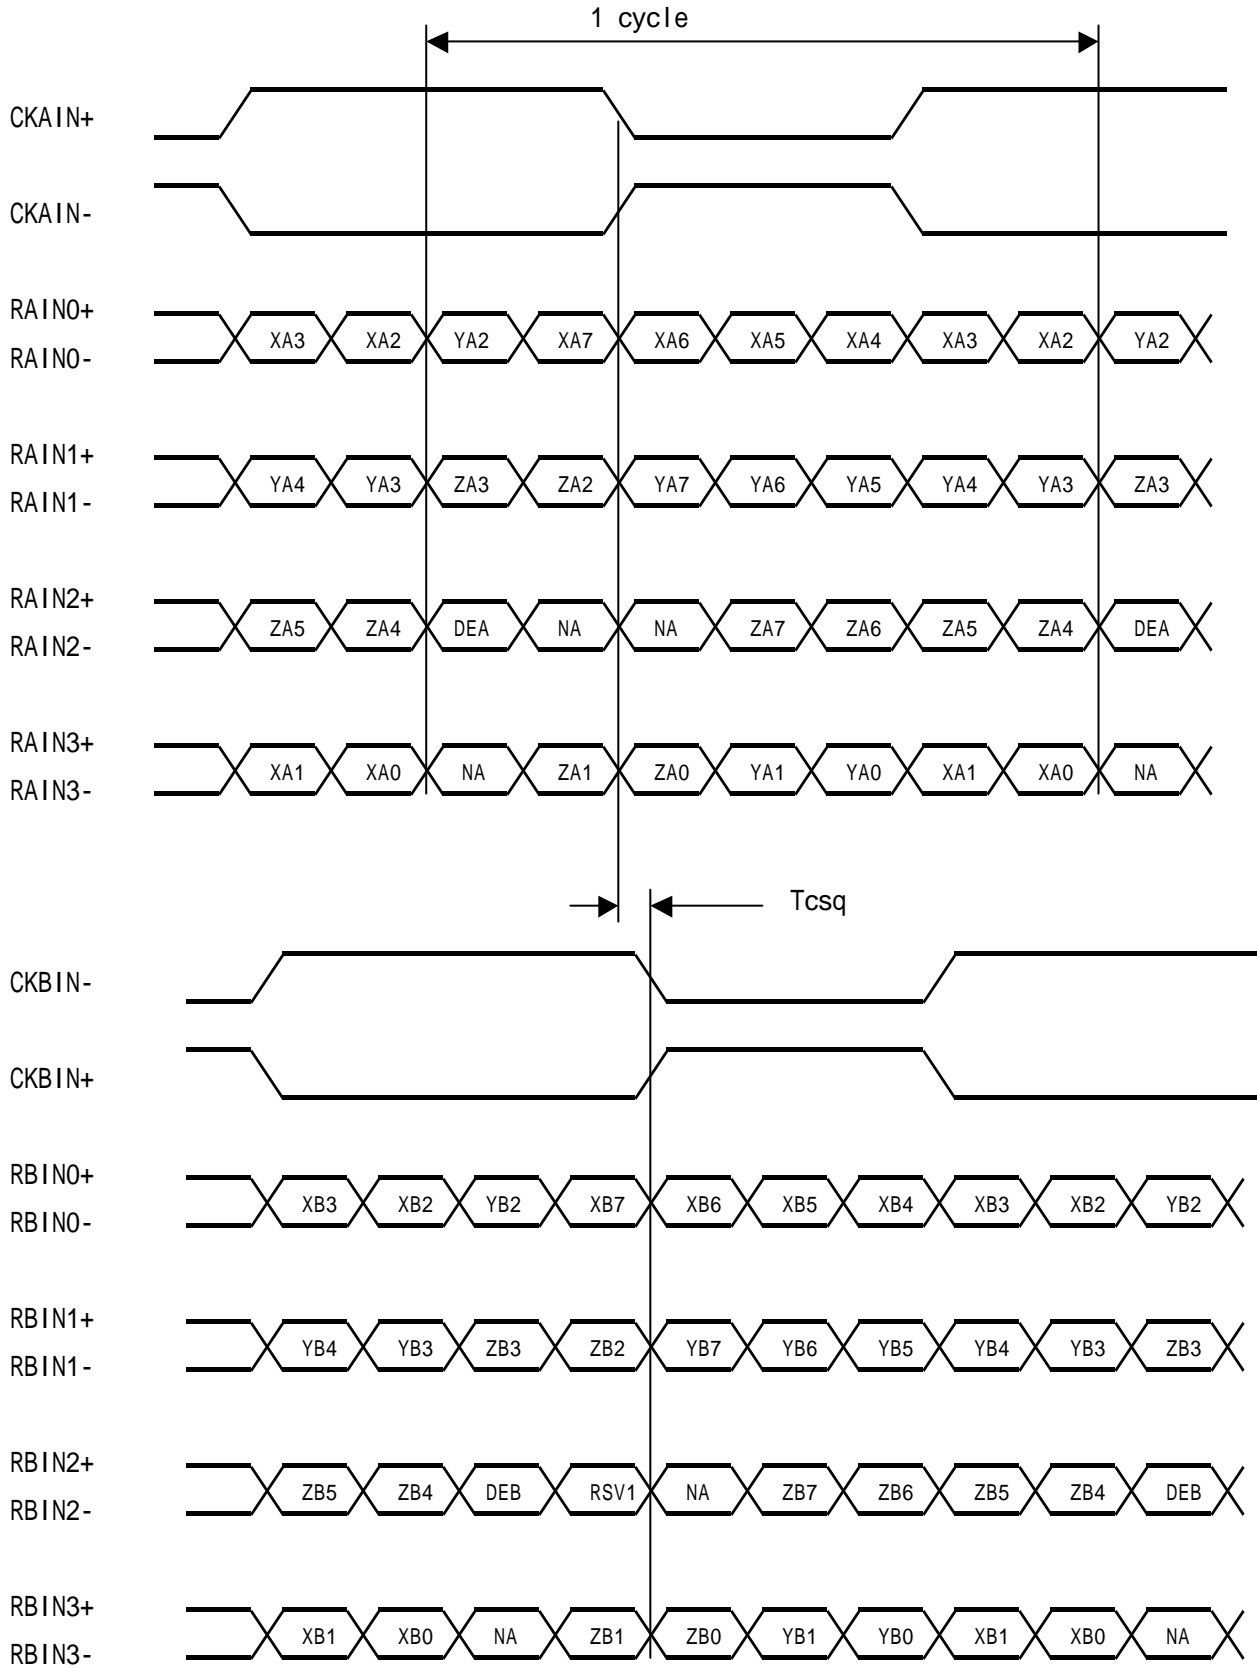 1 cycle
CKAIN+
CKAIN-
RAIN0+
XA3 XA2 YA2 XA7 XA6 XA5 XA4 XA3 XA2 YA2
RAIN0-
RAIN1+
YA4 YA3 ZA3 ZA2 YA7 YA6 YA5 YA4 YA3 ZA3
RAIN1-
RAIN2+
ZA5 ZA4 DEA NA NA ZA7 ZA6 ZA5 ZA4 DEA
RAIN2-
RAIN3+
XA1 XA0 NA ZA1 ZA0 YA1 YA0 XA1 XA0 NA
RAIN3-
Tcsq
CKBIN-
CKBIN+
RBIN0+
XB3 XB2 YB2 XB7 XB6 XB5 XB4 XB3 XB2 YB2
RBIN0-
RBIN1+
YB4 YB3 ZB3 ZB2 YB7 YB6 YB5 YB4 YB3 ZB3
RBIN1-
RBIN2+
ZB5 ZB4 DEB RSV1 NA ZB7 ZB6 ZB5 ZB4 DEB
RBIN2-
RBIN3+
XB1 XB0 NA ZB1 ZB0 YB1 YB0 XB1 XB0 NA
RBIN3-